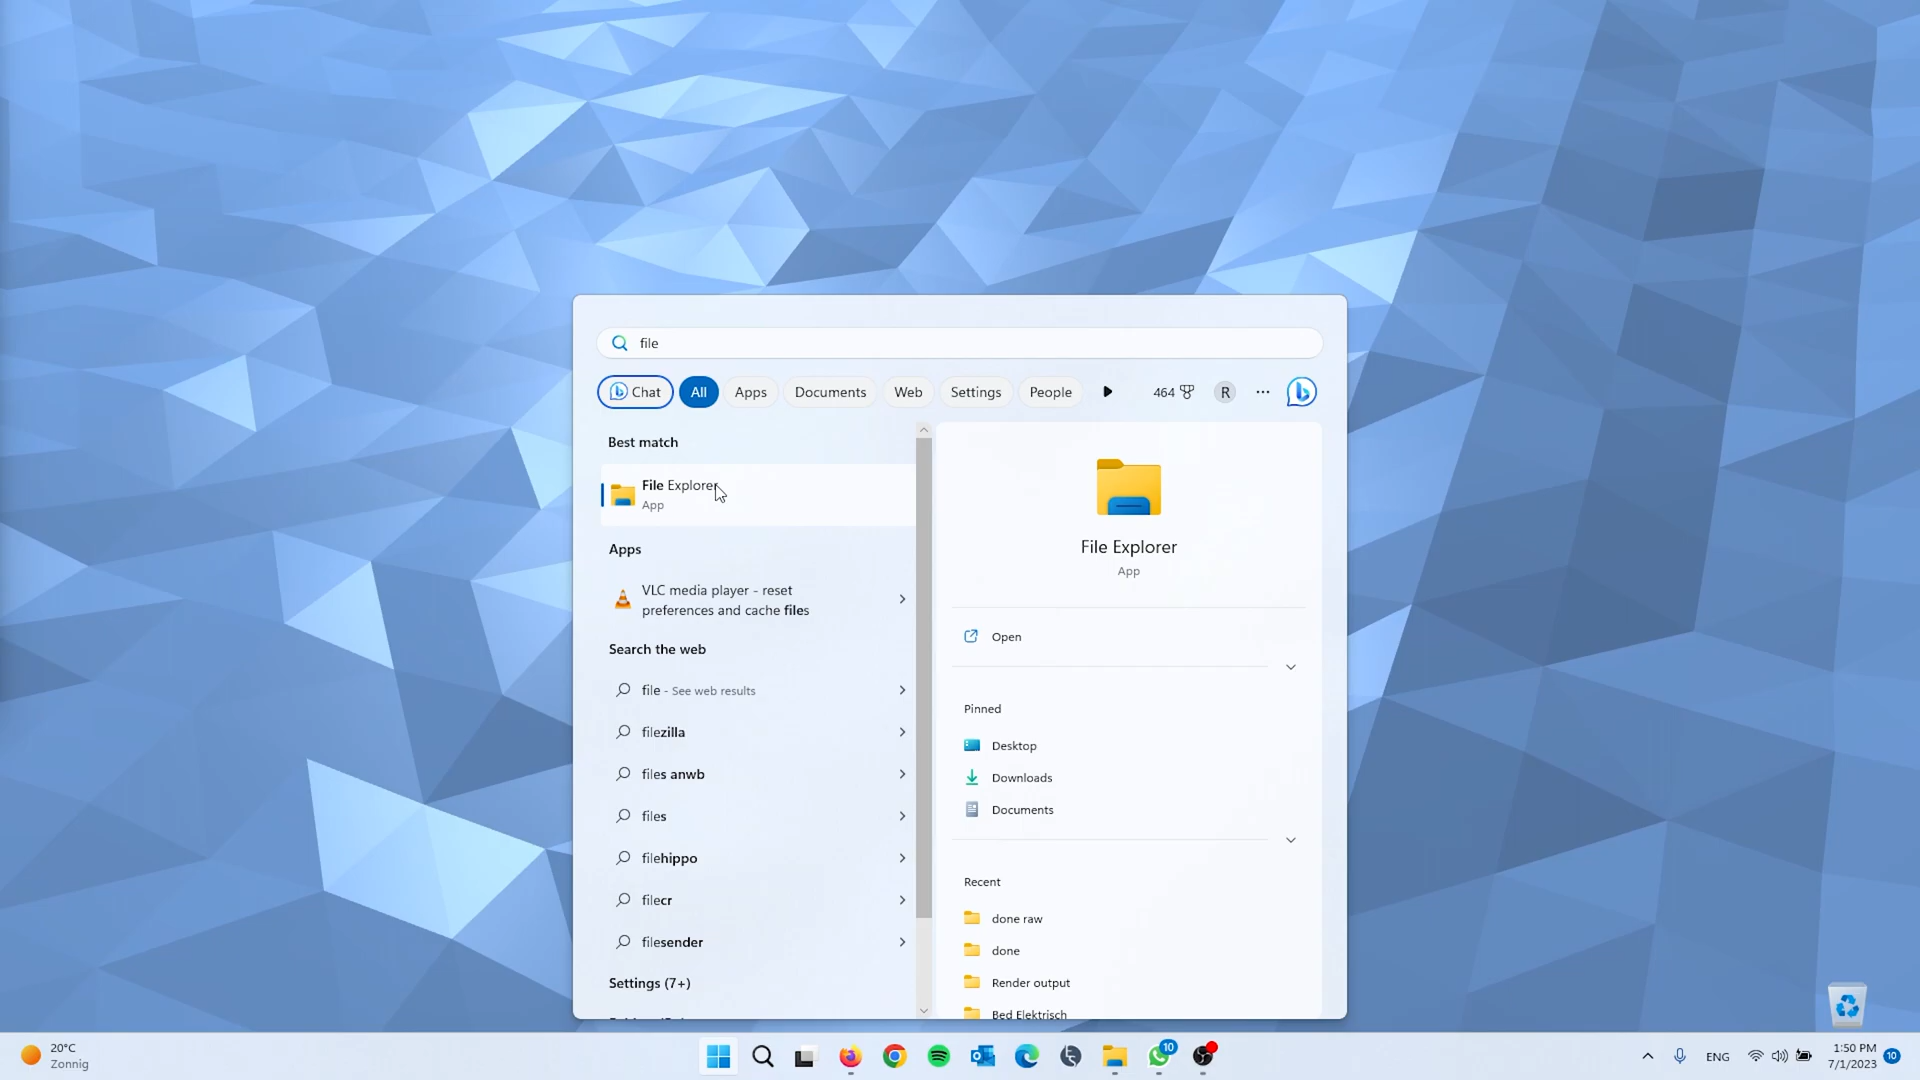 file
Chat
All
Apps
Documents
Web
Settings
People
464
R
Best match
File Explorer
App
Apps
VLC media player - reset
preferences and cache files
Search the web
file - See web results
filezilla
files anwb
files
filehippo
filecr
filesender
Settings (7+)
File Explorer
App
Open
Pinned
Desktop
Downloads
Documents
Recent
done raw
done
Render output
Bed Elektrisch
20°C
Zonnig
10
ENG
1:50 PM
7/1/2023
10